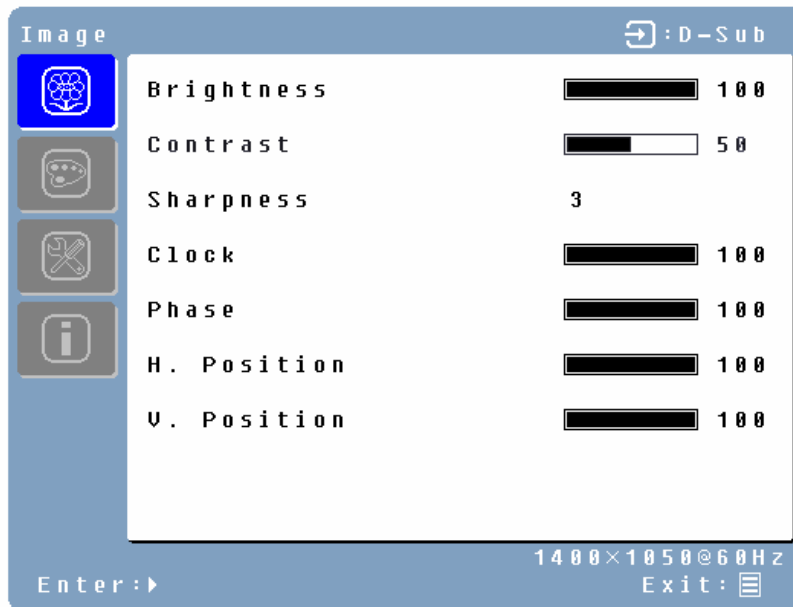 Image :D-Sub
Brightness 100
Contrast 50
Sharpness 3
Clock 100
Phase 100
H. Position 100
V. Position 100
1400×1050@60Hz
Enter: Exit: